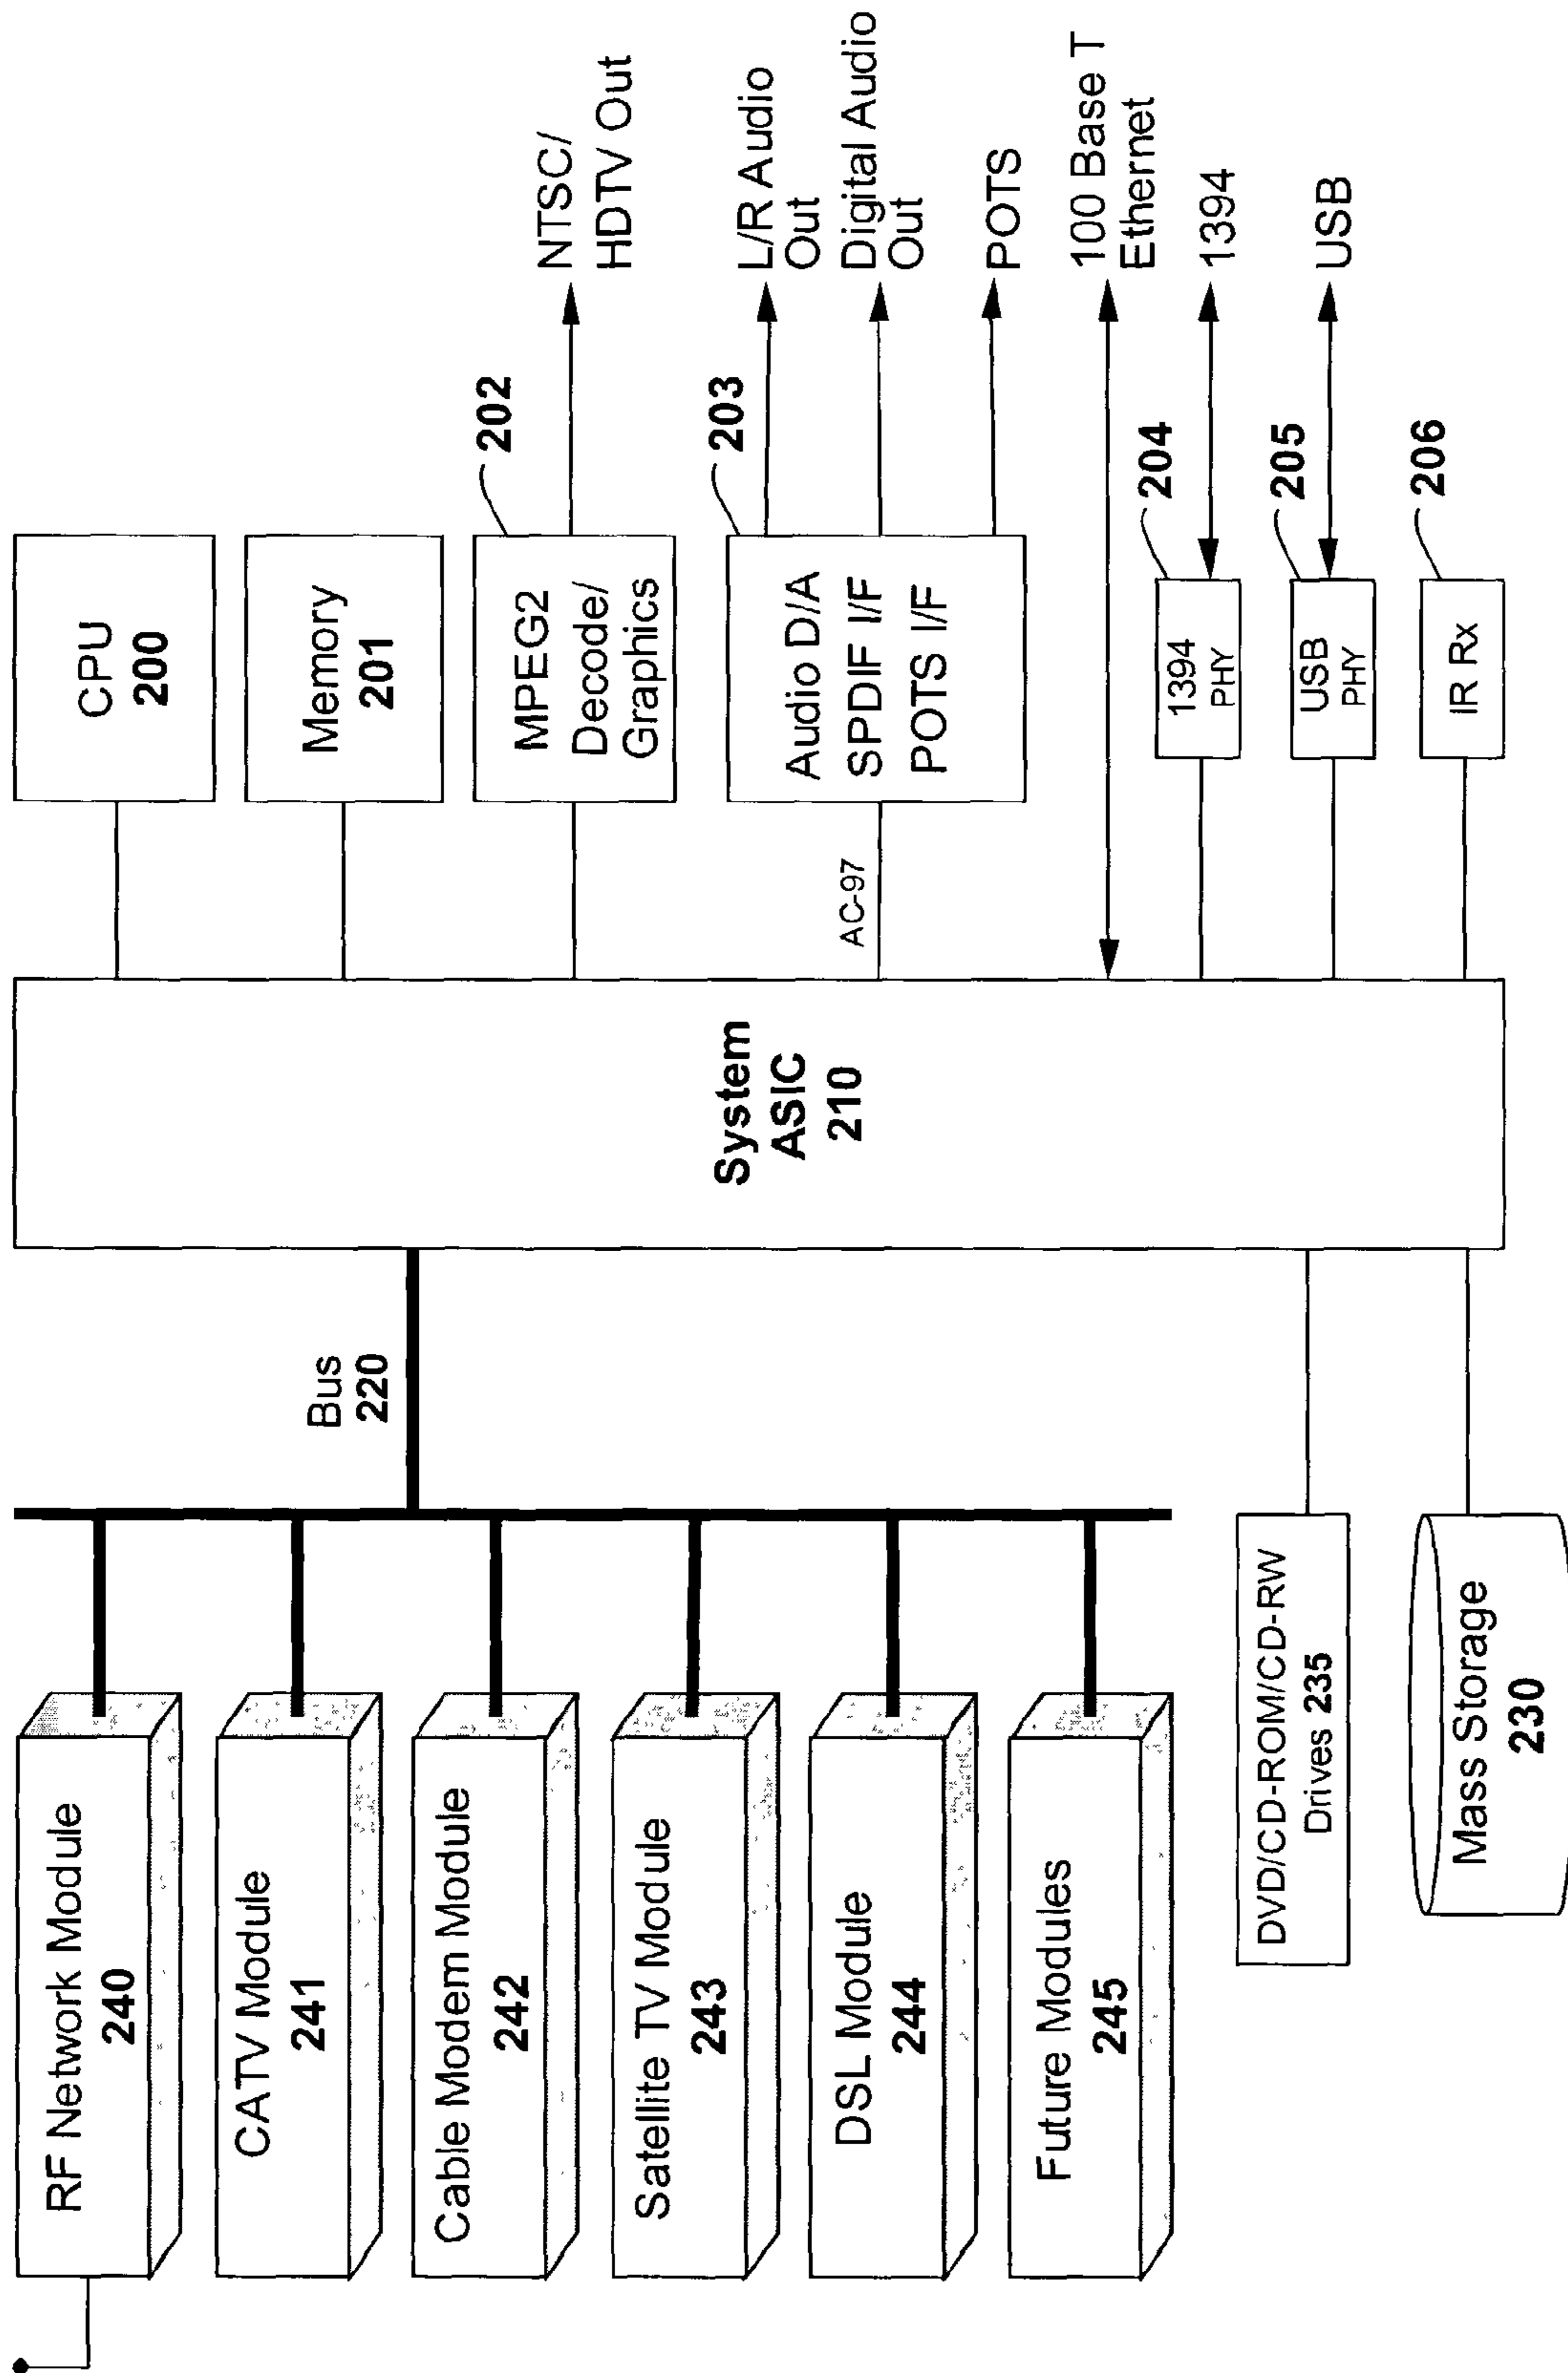 RF Network Module
240
CATV Module
241
Cable Modem Module
242
Satellite TV Module
243
DSL Module
244
Future Modules
245
DVD/CD-ROM/CD-RW
Drives 235
Mass Storage
230
Bus
220
System
ASIC
210
AC-97
CPU
200
Memory
201
MPEG2
Decode/
Graphics
202
NTSC/
HDTV Out
Audio D/A
SPDIF I/F
POTS I/F
203
L/R Audio
Out
Digital Audio
Out
POTS
100 Base T
Ethernet
1394
PHY
204
1394
USB
PHY
205
USB
IR Rx
206